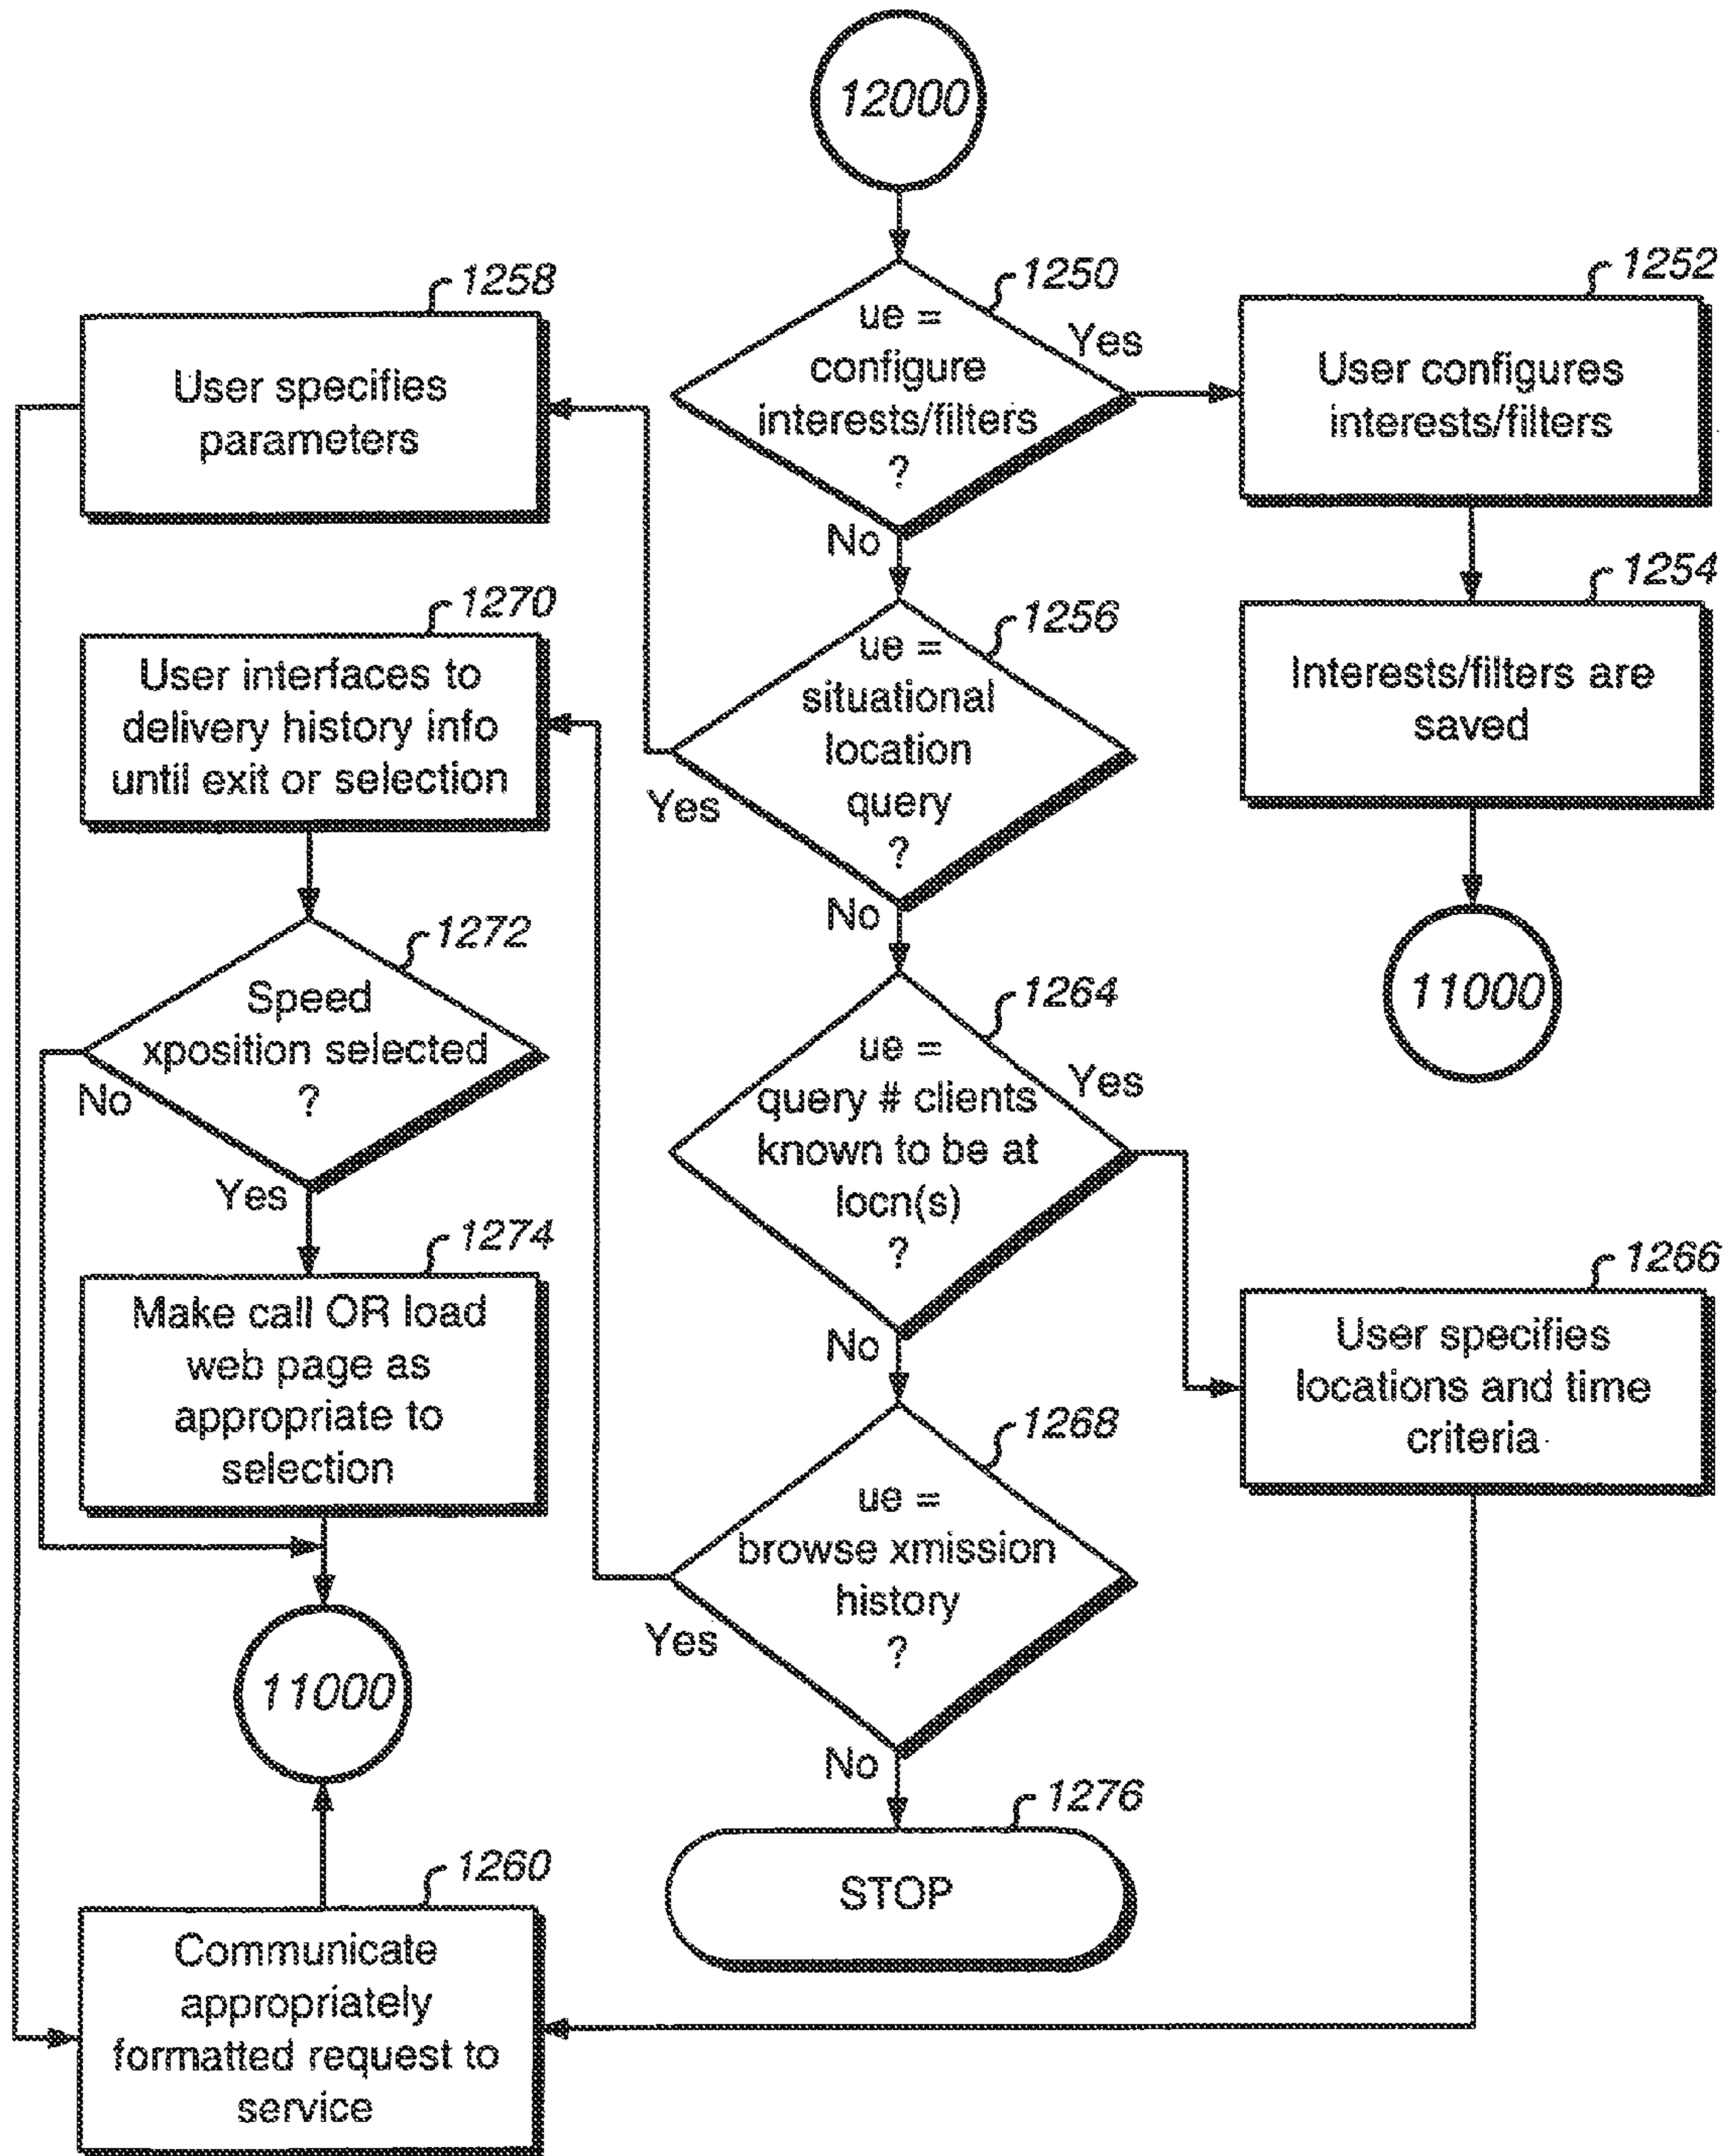 12000
1250
ue =
configure
interests/filters
?
Yes
No
1252
User configures
interests/filters
1254
Interests/filters are
saved
11000
1256
ue =
situational
location
query
?
Yes
No
1258
User specifies
parameters
1264
ue =
query # clients
known to be at
locn(s)
?
Yes
No
1266
User specifies
locations and time
criteria
1268
ue =
browse xmission
history
?
Yes
No
1270
User interfaces to
delivery history info
until exit or selection
1272
Speed
xposition selected
?
No
Yes
1274
Make call OR load
web page as
appropriate to
selection
11000
1260
Communicate
appropriately
formatted request to
service
1276
STOP